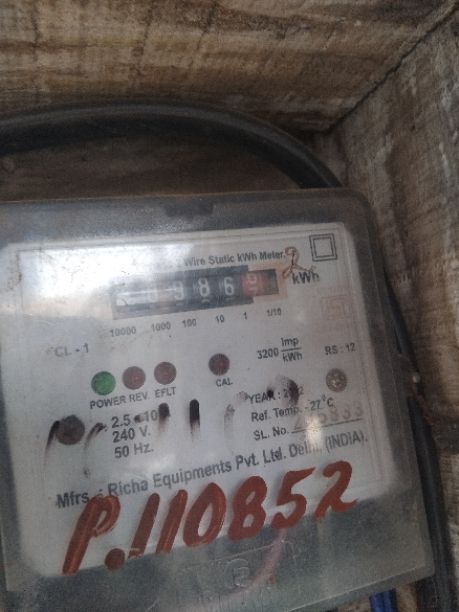 Wire Static kWh Meter.
2
986
kWh
10000 1000 100 10 1 1/10
CL - 1
3200 Imp/kWh
RS : 12
POWER REV. EFLT
CAL
240 V.
50 Hz.
YEAR :
Ref. Temp. - 27°C
SL. No.
Mfrs : Richa Equipments Pvt. Ltd. Delhi. (INDIA).
P.110852